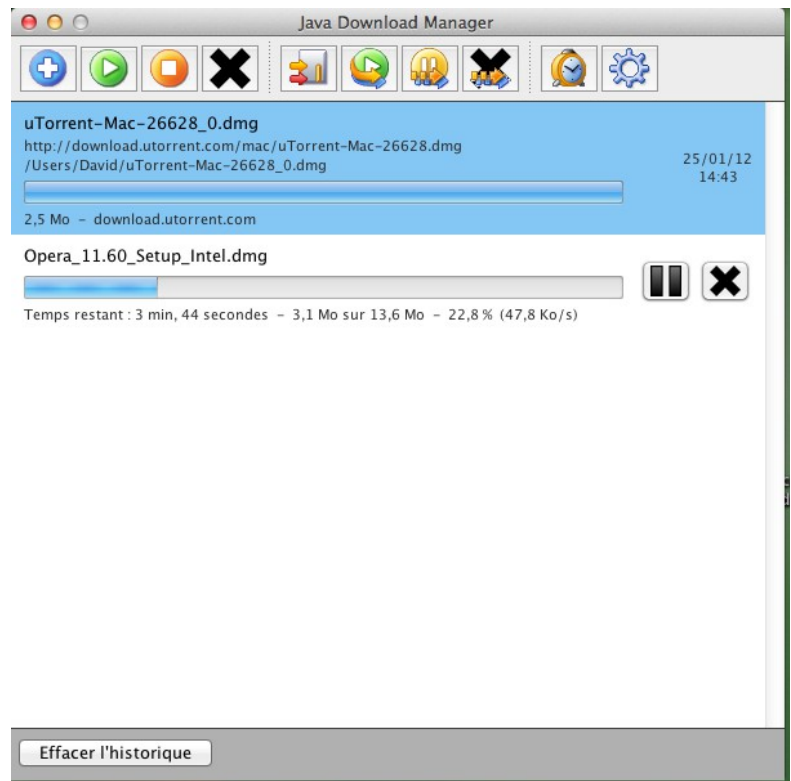 Java Download Manager
uTorrent-Mac-26628_0.dmg
http://download.utorrent.com/mac/uTorrent-Mac-26628.dmg
/Users/David/uTorrent-Mac-26628_0.dmg
25/01/12
14:43
2,5 Mo – download.utorrent.com
Opera_11.60_Setup_Intel.dmg
Temps restant : 3 min, 44 secondes – 3,1 Mo sur 13,6 Mo – 22,8 % (47,8 Ko/s)
Effacer l'historique